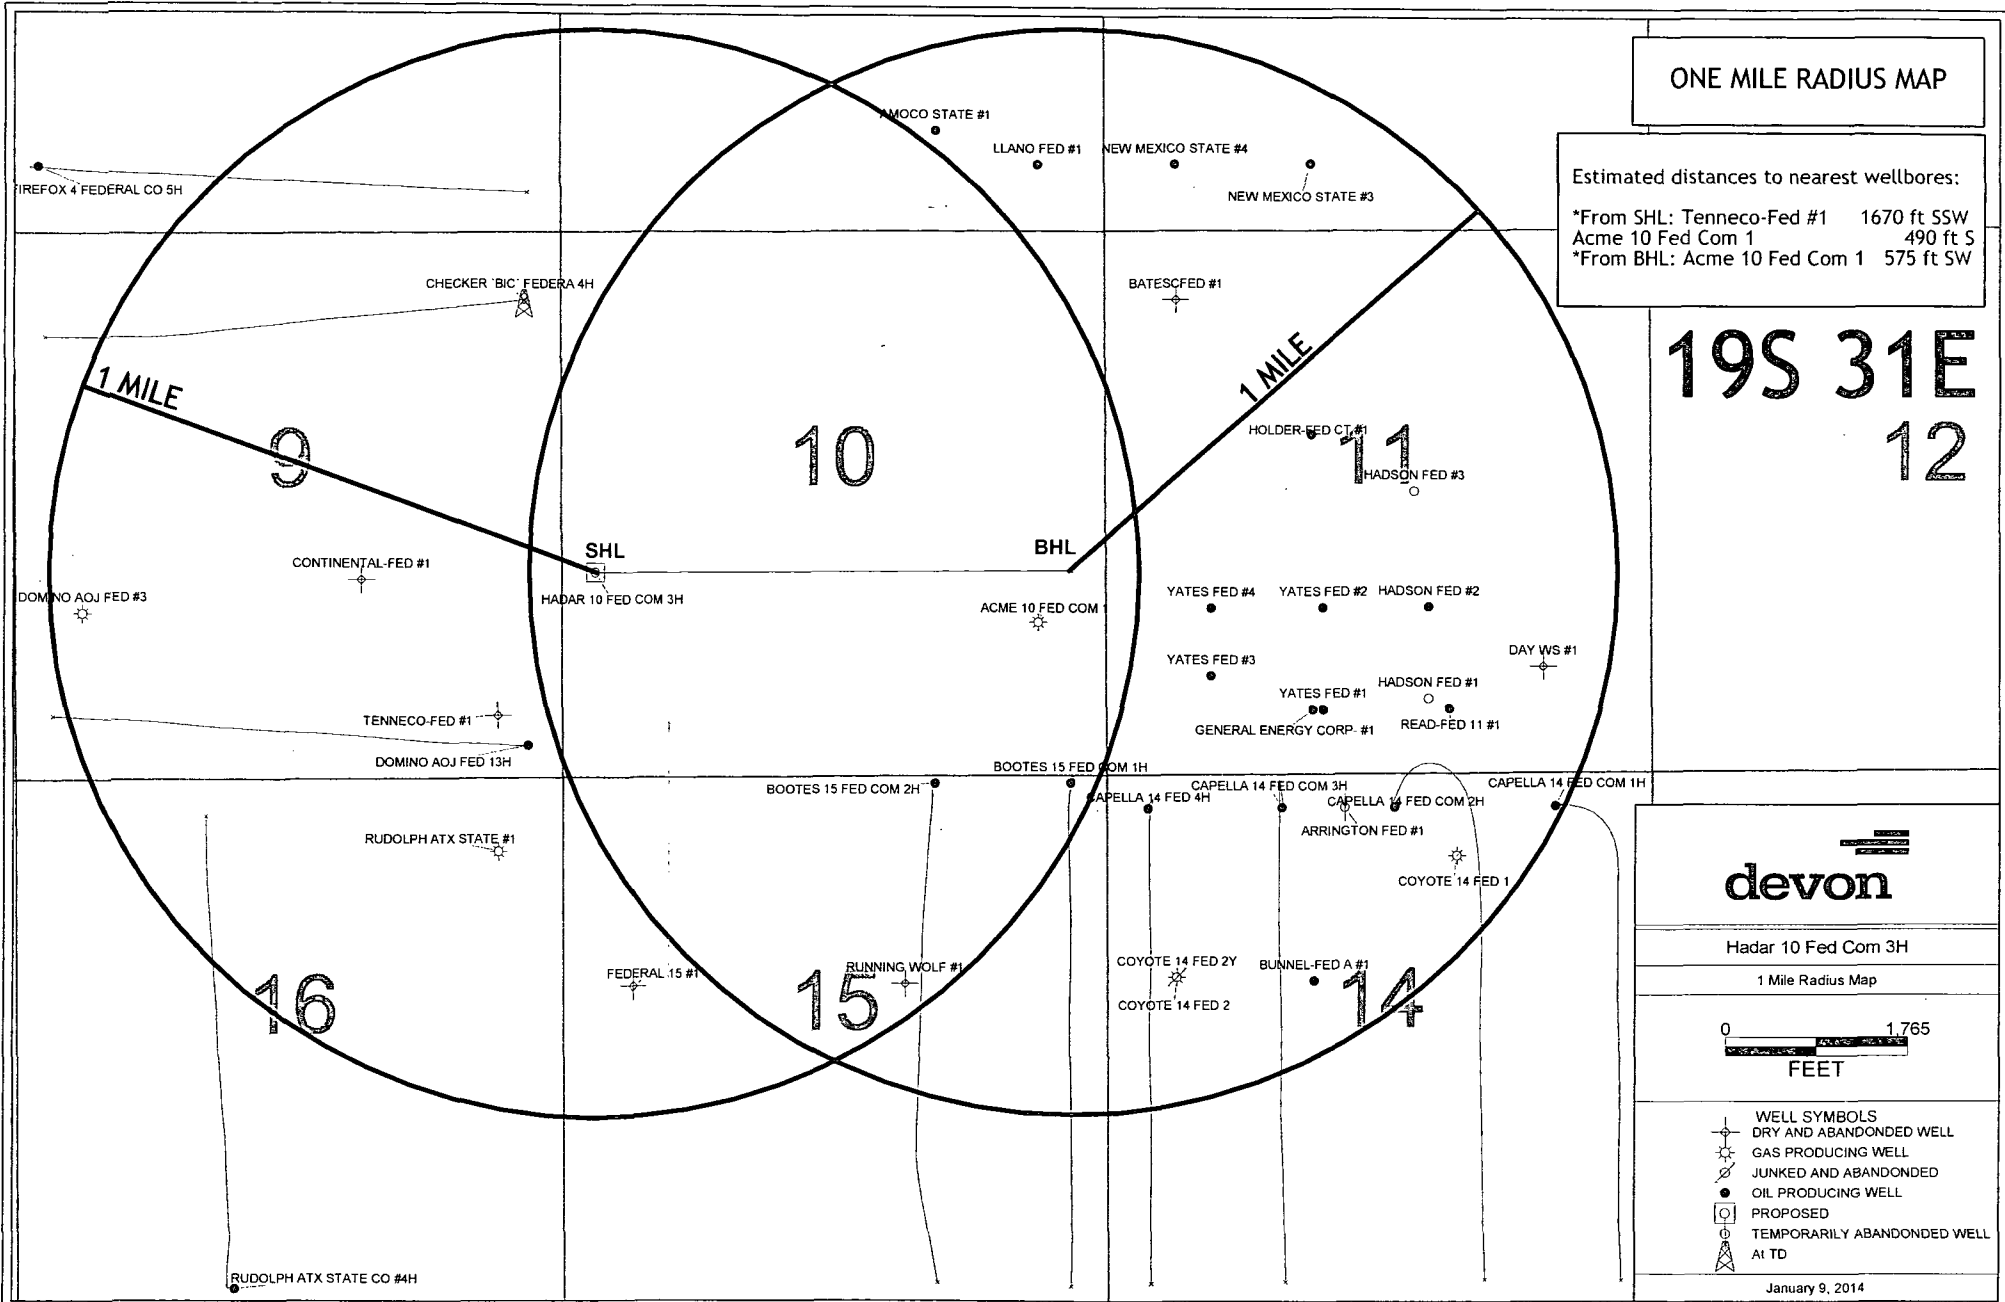 ONE MILE RADIUS MAP
Estimated distances to nearest wellbores:
*From SHL: Tenneco-Fed #1 1670 ft SSW
Acme 10 Fed Com 1 490 ft S
*From BHL: Acme 10 Fed Com 1 575 ft SW
19S 31E
12
AMOCO STATE #1
LLANO FED #1
NEW MEXICO STATE #4
NEW MEXICO STATE #3
IREFOX 4 FEDERAL CO 5H
CHECKER 'BIC' FEDERA 4H
BATESCFED #1
1 MILE
1 MILE
9
10
11
HOLDER-FED CT #1
HADSON FED #3
SHL
BHL
CONTINENTAL-FED #1
DOMINO AOJ FED #3
HADAR 10 FED COM 3H
ACME 10 FED COM 1
YATES FED #4
YATES FED #2
HADSON FED #2
DAY WS #1
YATES FED #3
HADSON FED #1
YATES FED #1
TENNECO-FED #1
GENERAL ENERGY CORP- #1
READ-FED 11 #1
DOMINO AOJ FED 13H
BOOTES 15 FED COM 1H
BOOTES 15 FED COM 2H
CAPELLA 14 FED 4H
CAPELLA 14 FED COM 3H
CAPELLA 14 FED COM 2H
CAPELLA 14 FED COM 1H
ARRINGTON FED #1
RUDOLPH ATX STATE #1
COYOTE 14 FED 1
FEDERAL 15 #1
RUNNING WOLF #1
COYOTE 14 FED 2Y
BUNNEL-FED A #1
COYOTE 14 FED 2
16
15
14
RUDOLPH ATX STATE CO #4H
devon
Hadar 10 Fed Com 3H
1 Mile Radius Map
0 1,765
FEET
WELL SYMBOLS
DRY AND ABANDONDED WELL
GAS PRODUCING WELL
JUNKED AND ABANDONDED
OIL PRODUCING WELL
PROPOSED
TEMPORARILY ABANDONDED WELL
At TD
January 9, 2014